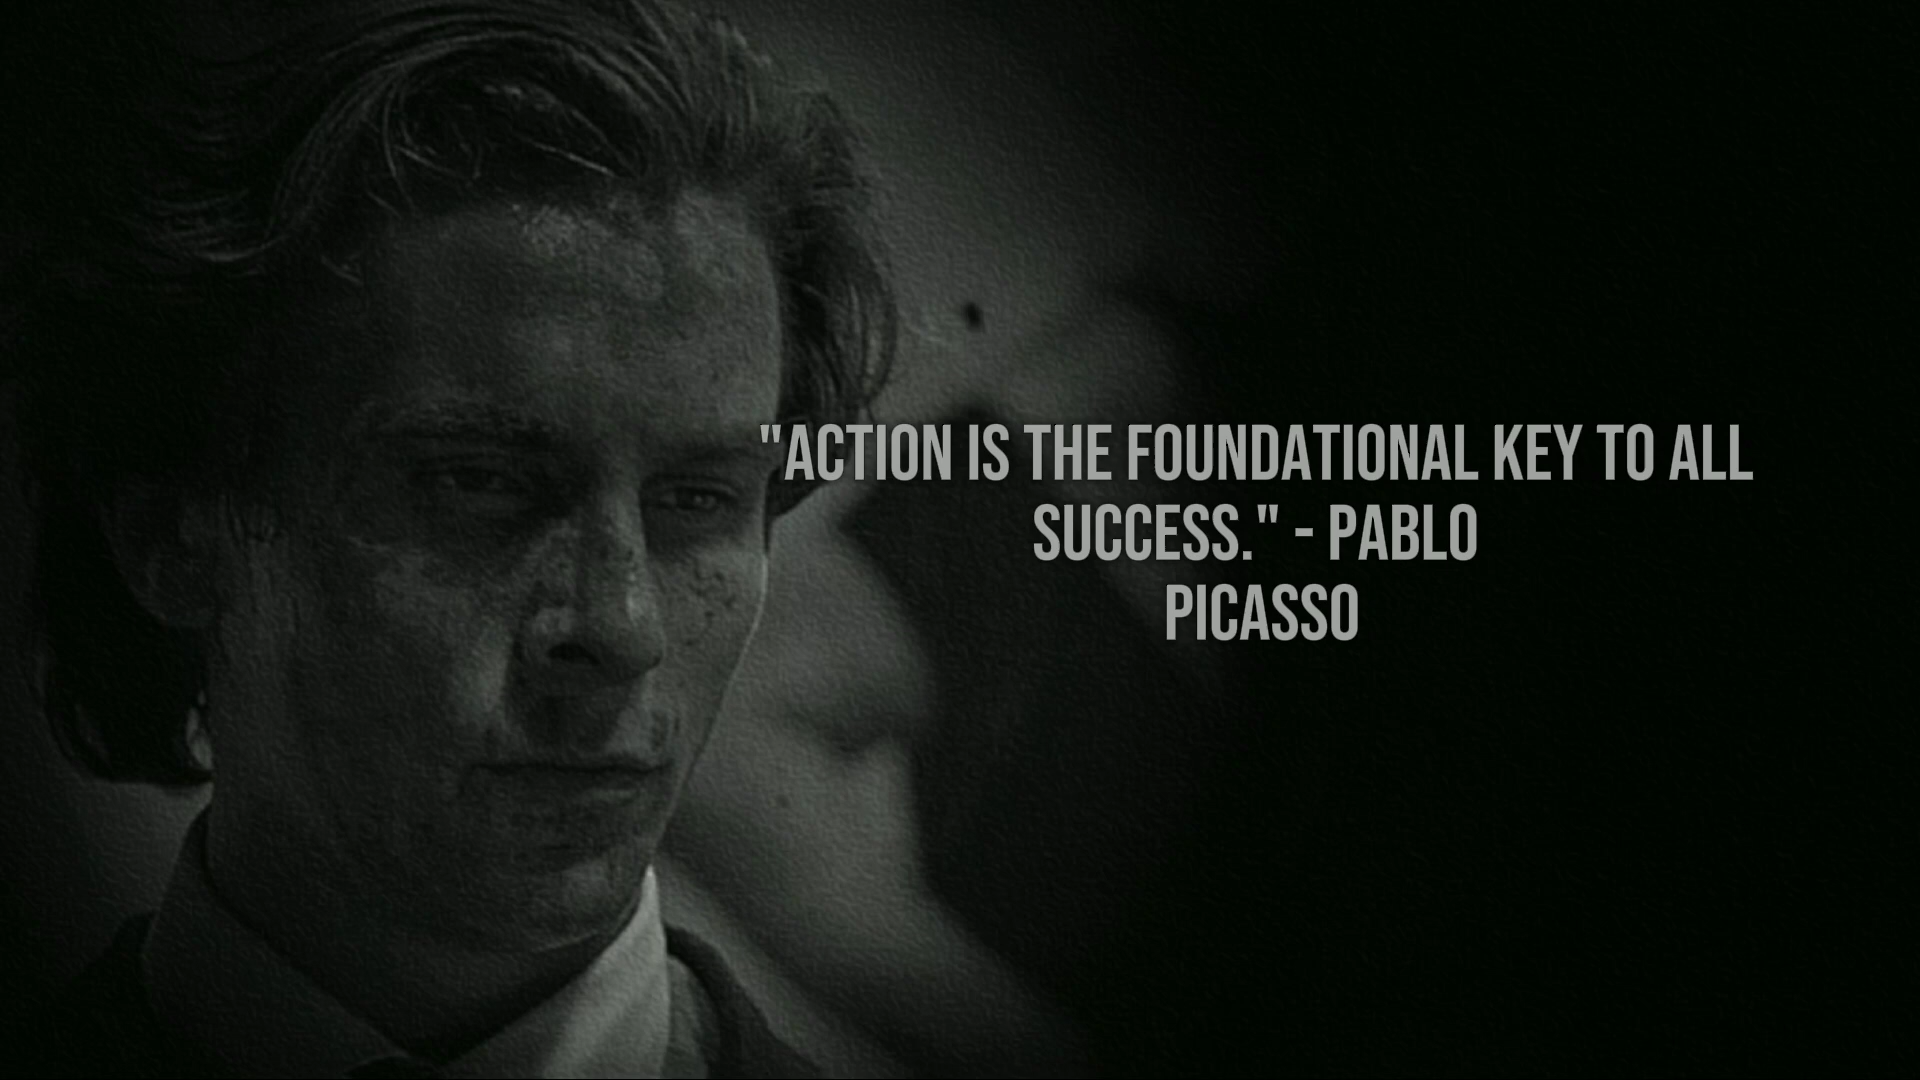 "ACTION IS THE FOUNDATIONAL KEY TO ALL
SUCCESS." - PABLO
PICASSO